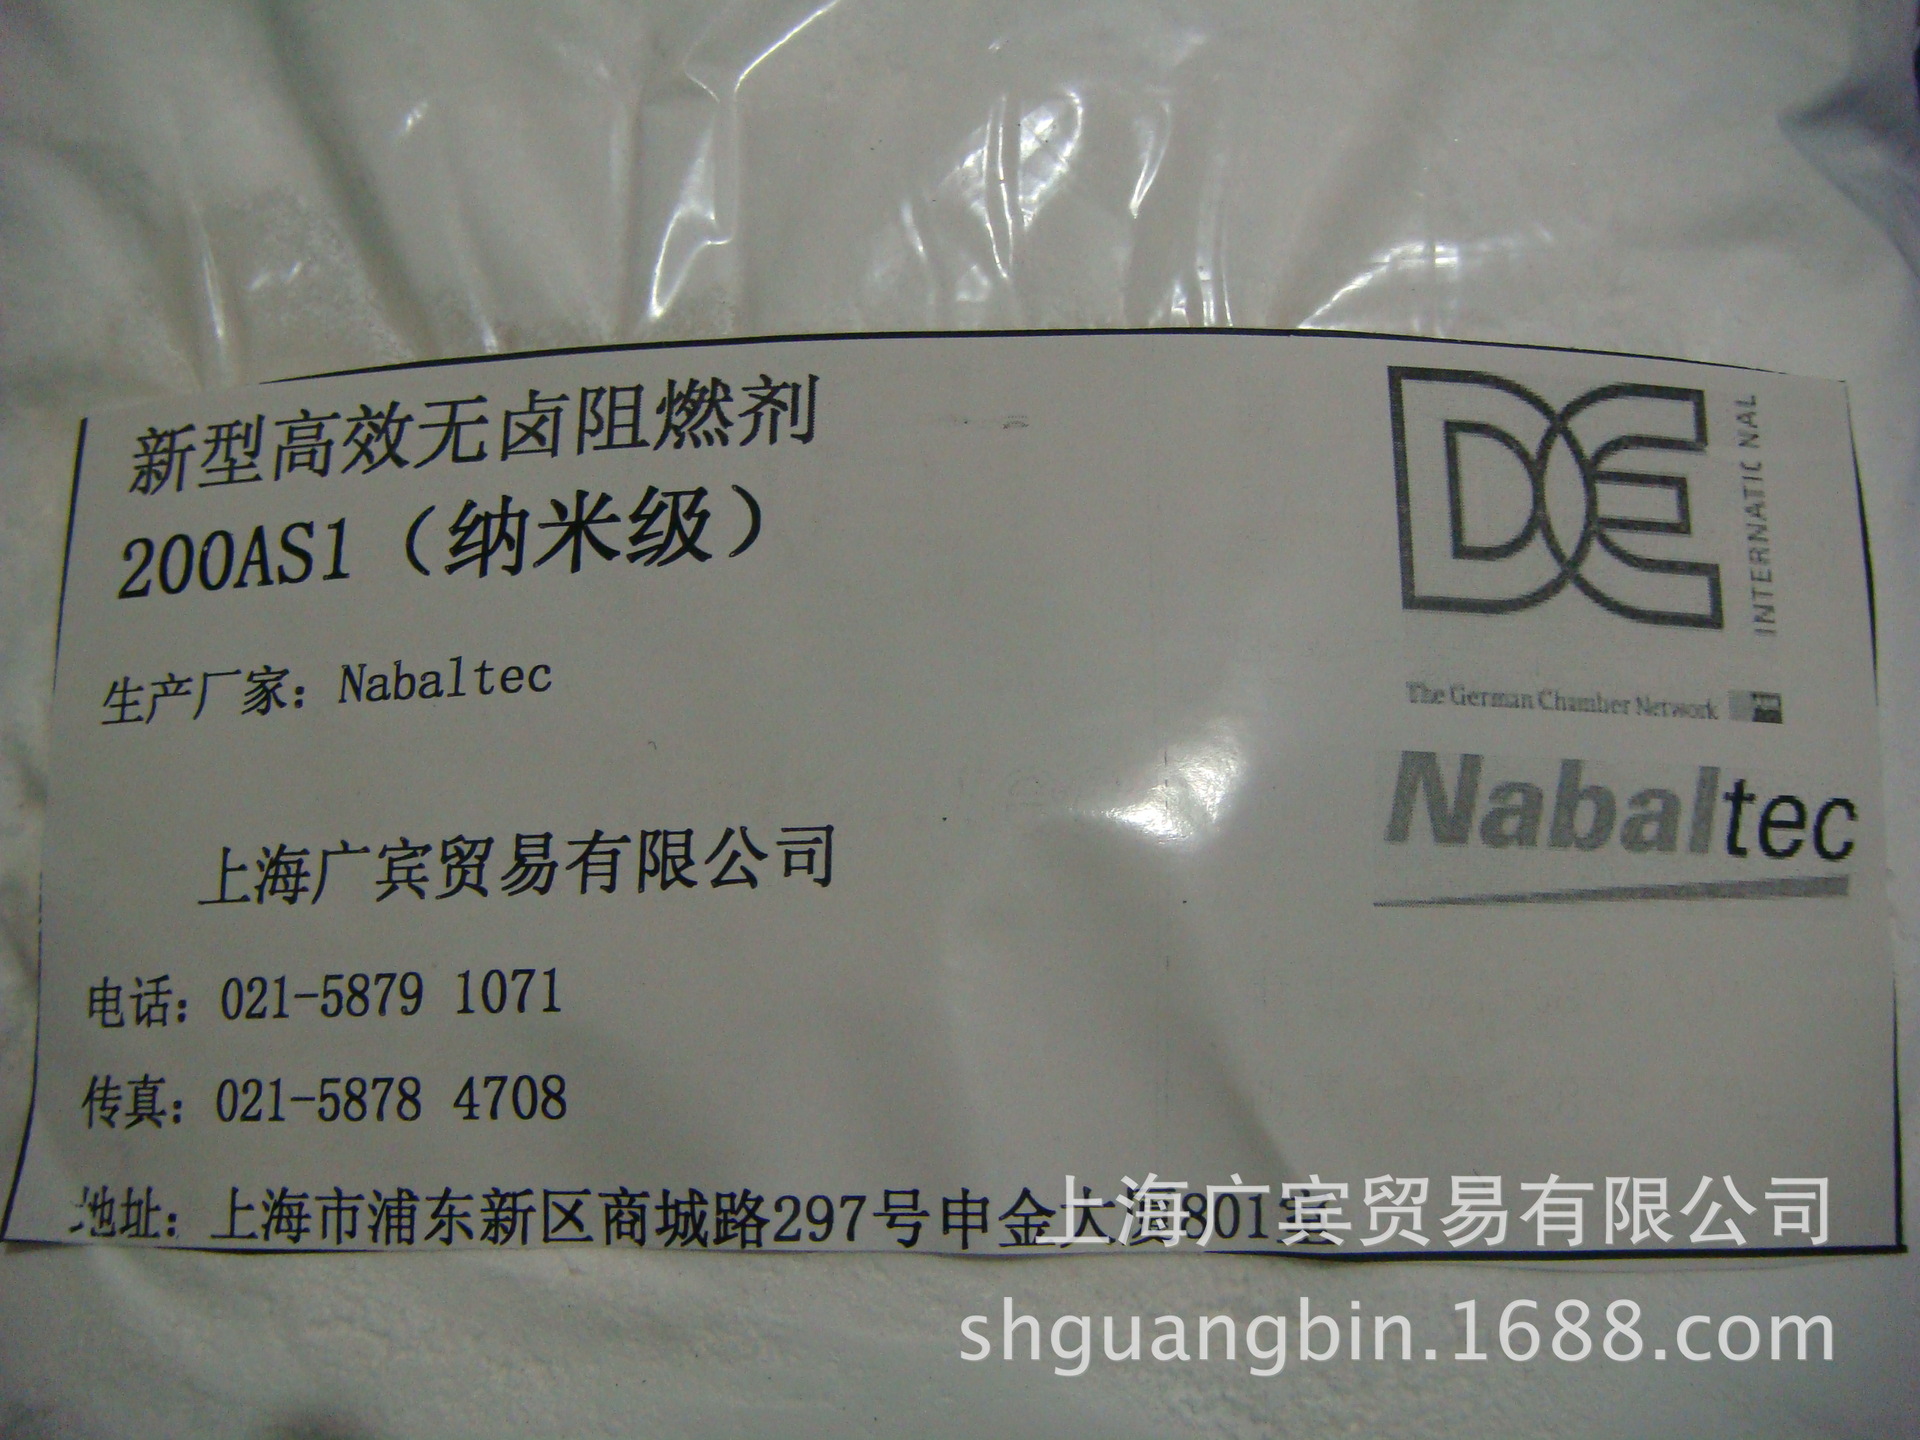 新型高效无卤阻燃剂
200AS1（纳米级）
生产厂家：Nabaltec
上海广宾贸易有限公司
电话：021-5879 1071
传真：021-5878 4708
地址：上海市浦东新区商城路297号申金大厦801室
DE
INTERNATIONAL
The German Chamber Network
Nabaltec
上海广宾贸易有限公司
shguangbin.1688.com